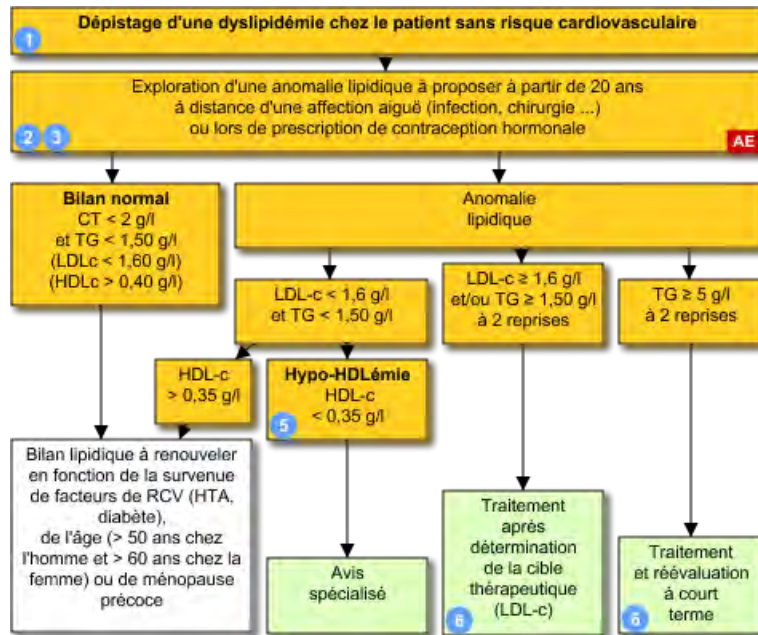 Dépistage d'une dyslipidémie chez le patient sans risque cardiovasculaire
1
Exploration d'une anomalie lipidique à proposer à partir de 20 ans
à distance d'une affection aiguë (infection, chirurgie ...)
ou lors de prescription de contraception hormonale
2 3
AE
Bilan normal
CT < 2 g/l
et TG < 1,50 g/l
(LDLc < 1,60 g/l)
(HDLc > 0,40 g/l)
Anomalie
lipidique
LDL-c < 1,6 g/l
et TG < 1,50 g/l
LDL-c ≥ 1,6 g/l
et/ou TG ≥ 1,50 g/l
à 2 reprises
TG ≥ 5 g/l
à 2 reprises
HDL-c
> 0,35 g/l
Hypo-HDLémie
HDL-c
< 0,35 g/l
5
Bilan lipidique à renouveler
en fonction de la survenue
de facteurs de RCV (HTA,
diabète),
de l'âge (> 50 ans chez
l'homme et > 60 ans chez la
femme) ou de ménopause
précoce
Avis
spécialisé
Traitement
après
détermination
de la cible
thérapeutique
(LDL-c)
6
Traitement
et réévaluation
à court
terme
6